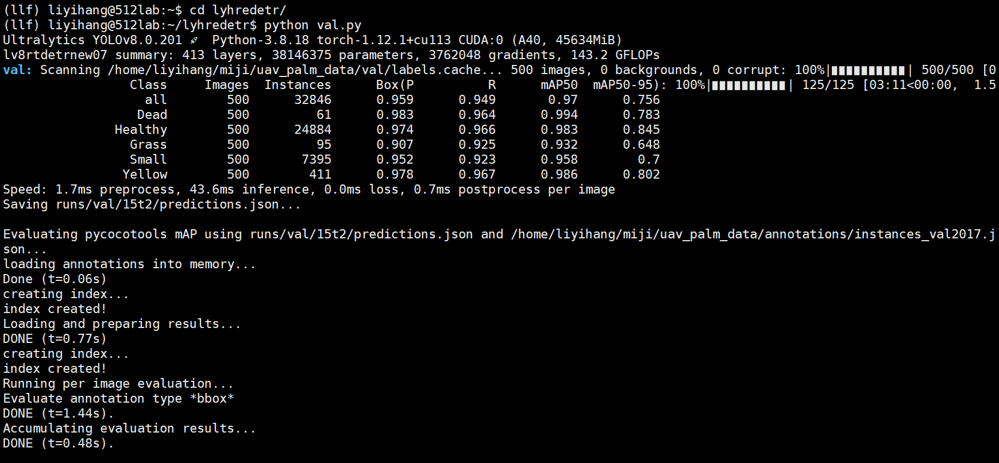 (llf) liyihang@512lab:~$ cd lyhredetr/
(llf) liyihang@512lab:~/lyhredetr$ python val.py
Ultralytics YOLOv8.0.201 🚀 Python-3.8.18 torch-1.12.1+cu113 CUDA:0 (A40, 45634MiB)
lv8rtdetrnew07 summary: 413 layers, 38146375 parameters, 3762048 gradients, 143.2 GFLOPs
val: Scanning /home/liyihang/miji/uav_palm_data/val/labels.cache... 500 images, 0 backgrounds, 0 corrupt: 100%|██████████| 500/500 [0
Class Images Instances Box(P R mAP50 mAP50-95): 100%|██████████| 125/125 [03:11<00:00, 1.5
all 500 32846 0.959 0.949 0.97 0.756
Dead 500 61 0.983 0.964 0.994 0.783
Healthy 500 24884 0.974 0.966 0.983 0.845
Grass 500 95 0.907 0.925 0.932 0.648
Small 500 7395 0.952 0.923 0.958 0.7
Yellow 500 411 0.978 0.967 0.986 0.802
Speed: 1.7ms preprocess, 43.6ms inference, 0.0ms loss, 0.7ms postprocess per image
Saving runs/val/15t2/predictions.json...
Evaluating pycocotools mAP using runs/val/15t2/predictions.json and /home/liyihang/miji/uav_palm_data/annotations/instances_val2017.j
son...
loading annotations into memory...
Done (t=0.06s)
creating index...
index created!
Loading and preparing results...
DONE (t=0.77s)
creating index...
index created!
Running per image evaluation...
Evaluate annotation type *bbox*
DONE (t=1.44s).
Accumulating evaluation results...
DONE (t=0.48s).